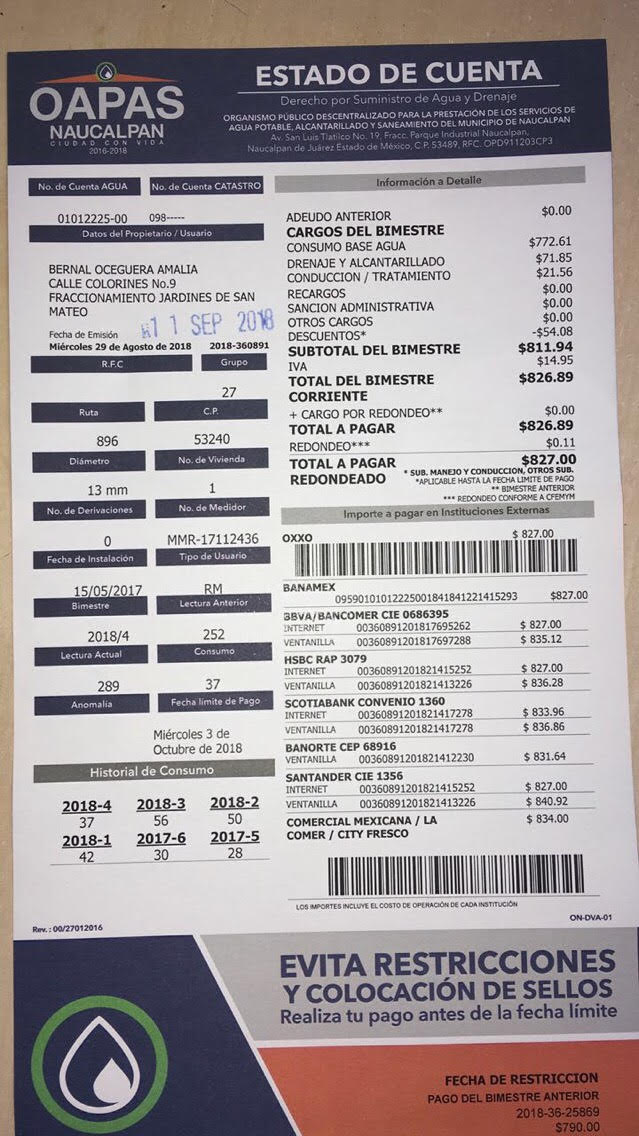 OAPAS
NAUCALPAN
CIUDAD CON VIDA
2016-2018
ESTADO DE CUENTA
Derecho por Suministro de Agua y Drenaje
ORGANISMO PÚBLICO DESCENTRALIZADO PARA LA PRESTACIÓN DE LOS SERVICIOS DE
AGUA POTABLE, ALCANTARILLADO Y SANEAMIENTO DEL MUNICIPIO DE NAUCALPAN
Av. San Luis Tlatilco No. 19, Fracc. Parque Industrial Naucalpan,
Naucalpan de Juárez Estado de México, C.P. 53489, RFC. OPD911203CP3
No. de Cuenta AGUA No. de Cuenta CATASTRO
01012225-00 098-----
Datos del Propietario / Usuario
BERNAL OCEGUERA AMALIA
CALLE COLORINES No.9
FRACCIONAMIENTO JARDINES DE SAN
MATEO
11 SEP 2018
Fecha de Emisión
Miércoles 29 de Agosto de 2018 2018-360891
R.F.C Grupo
27
Ruta C.P.
896 53240
Diámetro No. de Vivienda
13 mm 1
No. de Derivaciones No. de Medidor
0 MMR-17112436
Fecha de Instalación Tipo de Usuario
15/05/2017 RM
Bimestre Lectura Anterior
2018/4 252
Lectura Actual Consumo
289 37
Anomalía Fecha límite de Pago
Miércoles 3 de
Octubre de 2018
Historial de Consumo
2018-4 2018-3 2018-2
37 56 50
2018-1 2017-6 2017-5
42 30 28
Rev.: 00/27012016
Información a Detalle
ADEUDO ANTERIOR $0.00
CARGOS DEL BIMESTRE
CONSUMO BASE AGUA $772.61
DRENAJE Y ALCANTARILLADO $71.85
CONDUCCION / TRATAMIENTO $21.56
RECARGOS $0.00
SANCION ADMINISTRATIVA $0.00
OTROS CARGOS $0.00
DESCUENTOS* -$54.08
SUBTOTAL DEL BIMESTRE $811.94
IVA $14.95
TOTAL DEL BIMESTRE $826.89
CORRIENTE
+ CARGO POR REDONDEO** $0.00
TOTAL A PAGAR $826.89
REDONDEO*** $0.11
TOTAL A PAGAR $827.00
REDONDEADO * SUB. MANEJO Y CONDUCCION, OTROS SUB.
*APLICABLE HASTA LA FECHA LIMITE DE PAGO
** BIMESTRE ANTERIOR
*** REDONDEO CONFORME A CFEMYM
Importe a pagar en Instituciones Externas
OXXO $ 827.00
BANAMEX
09590101012225001841841221415293 $827.00
BBVA/BANCOMER CIE 0686395
INTERNET 00360891201817695262 $ 827.00
VENTANILLA 00360891201817697288 $ 835.12
HSBC RAP 3079
INTERNET 00360891201821415252 $ 827.00
VENTANILLA 00360891201821413226 $ 836.28
SCOTIABANK CONVENIO 1360
INTERNET 00360891201821417278 $ 833.96
VENTANILLA 00360891201821417278 $ 836.86
BANORTE CEP 68916
VENTANILLA 00360891201821412230 $ 831.64
SANTANDER CIE 1356
INTERNET 00360891201821415252 $ 827.00
VENTANILLA 00360891201821413226 $ 840.92
COMERCIAL MEXICANA / LA $ 834.00
COMER / CITY FRESCO
LOS IMPORTES INCLUYE EL COSTO DE OPERACIÓN DE CADA INSTITUCIÓN
ON-DVA-01
EVITA RESTRICCIONES
Y COLOCACIÓN DE SELLOS
Realiza tu pago antes de la fecha límite
FECHA DE RESTRICCION
PAGO DEL BIMESTRE ANTERIOR
2018-36-25869
$790.00